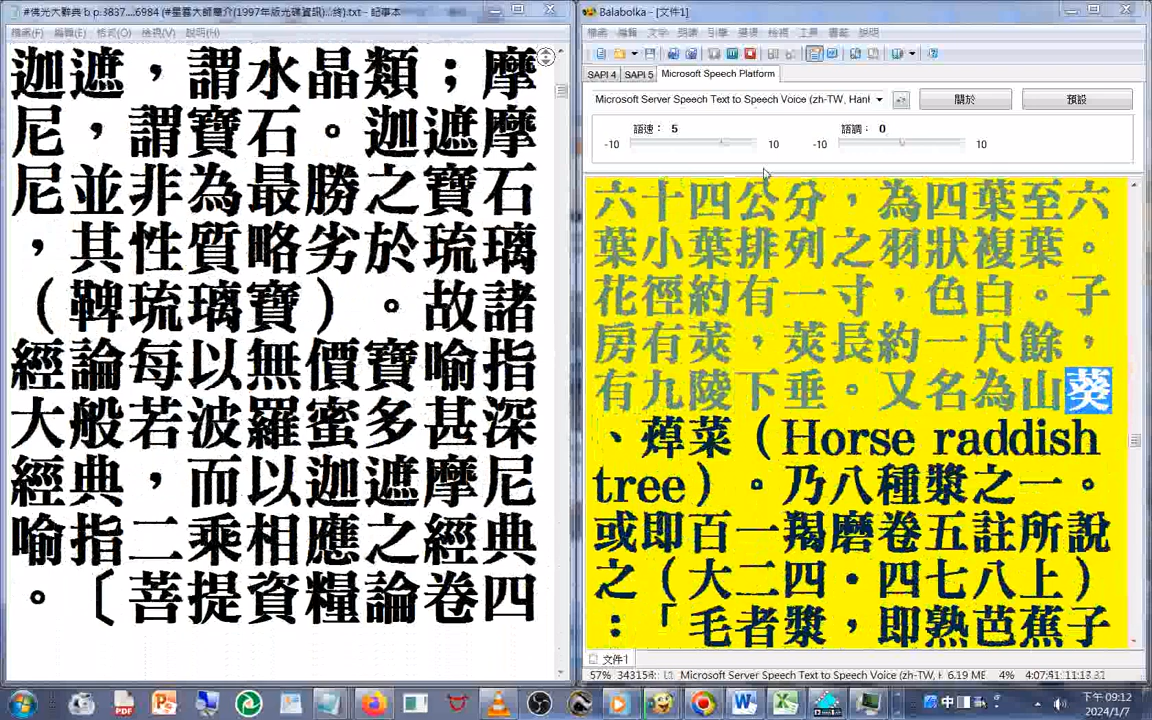 #佛光大辭典 b p.3837....6984 (#星雲大師簡介(1997年版光碟資訊)...終).txt - 記事本
檔案(F) 編輯(E) 格式(O) 檢視(V) 說明(H)
迦遮，謂水晶類；摩
尼，謂寶石。迦遮摩
尼並非為最勝之寶石
，其性質略劣於琉璃
（鞞琉璃寶）。故諸
經論每以無價寶喻指
大般若波羅蜜多甚深
經典，而以迦遮摩尼
喻指二乘相應之經典
。〔菩提資糧論卷四
Balabolka - [文件1]
檔案 編輯 文字 朗讀 引擎 選項 檢視 工具 書籤 說明
SAPI 4 SAPI 5 Microsoft Speech Platform
Microsoft Server Speech Text to Speech Voice (zh-TW, HanH
關於 預設
語速： 5 語調： 0
-10 10 -10 10
六十四公分，為四葉至六
葉小葉排列之羽狀複葉。
花徑約有一寸，色白。子
房有莢，莢長約一尺餘，
有九陵下垂。又名為山葵
、蔊菜（Horse raddish
tree）。乃八種漿之一。
或即百一羯磨卷五註所說
之（大二四‧四七八上）
：「毛者漿，即熟芭蕉子
文件1
57% Microsoft Server Speech Text to Speech Voice (zh-TW, H 6.19 ME 4%
中
下午 09:12
2024/1/7